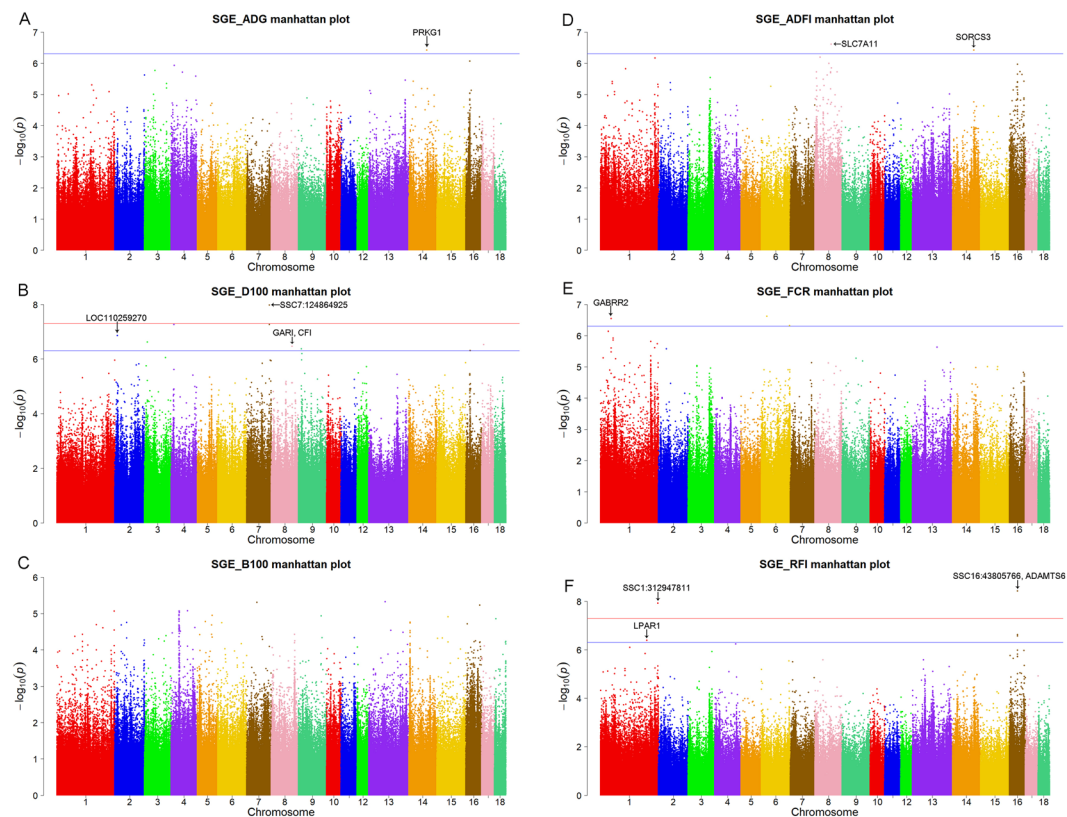 A
SGE_ADG manhattan plot
PRKG1
7
6
5
4
3
2
1
0
−log10(p)
1 2 3 4 5 6 7 8 9 10 12 13 14 15 16 18
Chromosome
B
SGE_D100 manhattan plot
SSC7:124864925
LOC110259270
GARI, CFI
8
6
4
2
0
−log10(p)
1 2 3 4 5 6 7 8 9 10 12 13 14 15 16 18
Chromosome
C
SGE_B100 manhattan plot
6
5
4
3
2
1
0
−log10(p)
1 2 3 4 5 6 7 8 9 10 12 13 14 15 16 18
Chromosome
D
SGE_ADFI manhattan plot
SLC7A11
SORCS3
7
6
5
4
3
2
1
0
−log10(p)
1 2 3 4 5 6 7 8 9 10 12 13 14 15 16 18
Chromosome
E
SGE_FCR manhattan plot
GABRR2
7
6
5
4
3
2
1
0
−log10(p)
1 2 3 4 5 6 7 8 9 10 12 13 14 15 16 18
Chromosome
F
SGE_RFI manhattan plot
SSC16:43805766, ADAMTS6
SSC1:312947811
LPAR1
8
6
4
2
0
−log10(p)
1 2 3 4 5 6 7 8 9 10 12 13 14 15 16 18
Chromosome